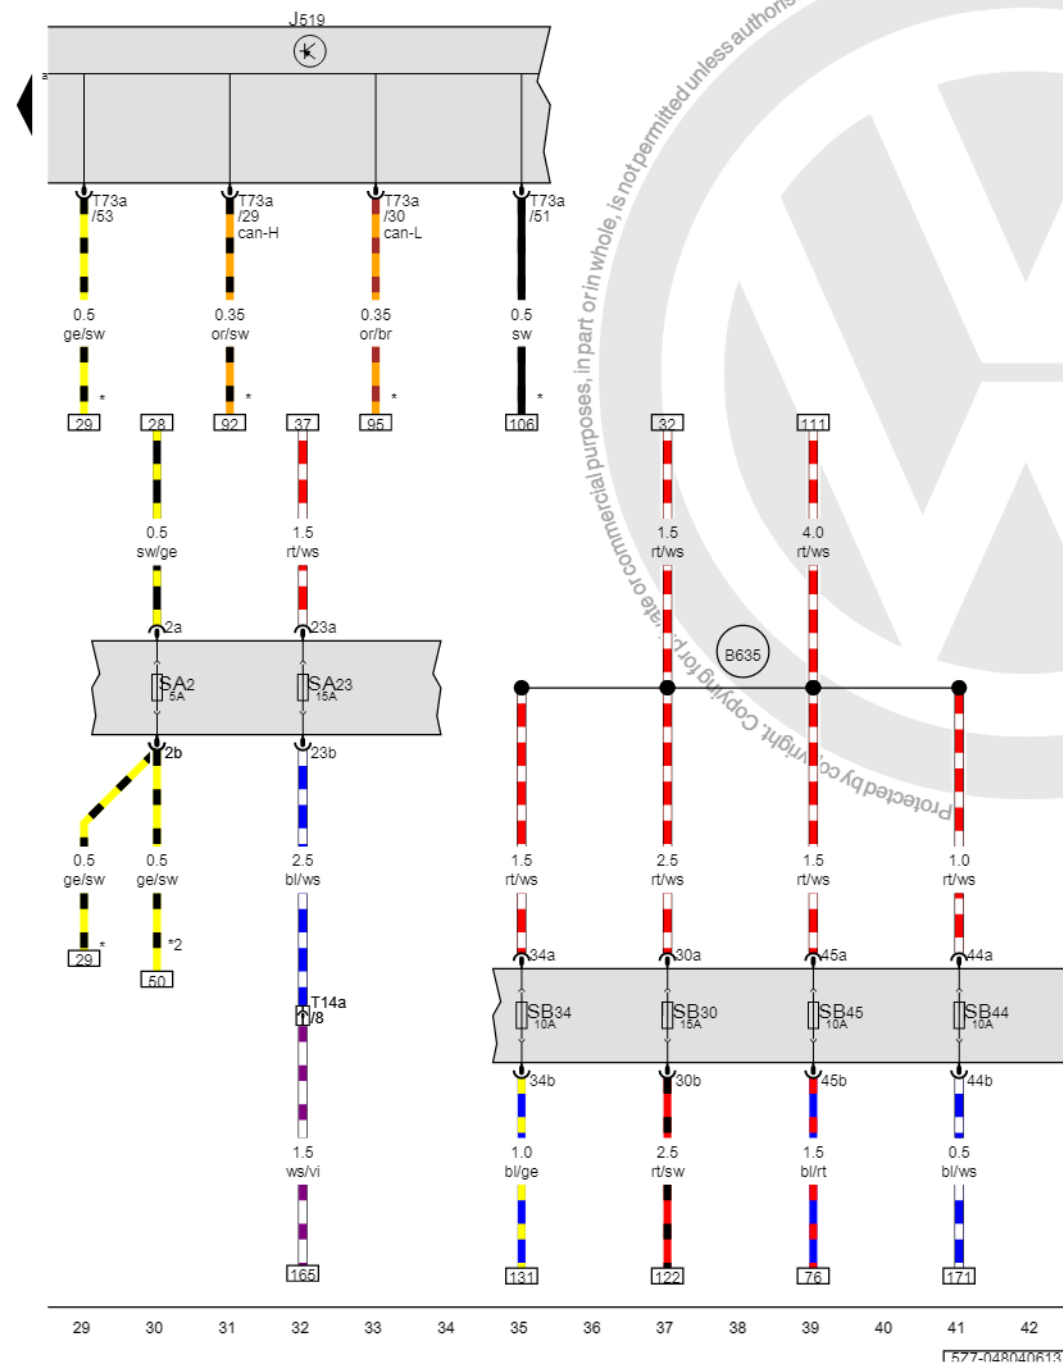 J519
a
T73a /53
T73a /29 can-H
T73a /30 can-L
T73a /51
0.5 ge/sw
0.35 or/sw
0.35 or/br
0.5 sw
*
*
*
*
29
28
92
37
95
106
32
111
0.5 sw/ge
1.5 rt/ws
1.5 rt/ws
4.0 rt/ws
2a
23a
SA2 5A
SA23 15A
B635
2b
23b
0.5 ge/sw
0.5 ge/sw
2.5 bl/ws
1.5 rt/ws
2.5 rt/ws
1.5 rt/ws
1.0 rt/ws
*
*2
29
50
34a
30a
45a
44a
T14a /8
SB34 10A
SB30 15A
SB45 10A
SB44 10A
34b
30b
45b
44b
1.5 ws/vi
1.0 bl/ge
2.5 rt/sw
1.5 bl/rt
0.5 bl/ws
165
131
122
76
171
29 30 31 32 33 34 35 36 37 38 39 40 41 42
577-048040613
Protected by copyright. Copying for private or commercial purposes, in part or in whole, is not permitted unless authoris